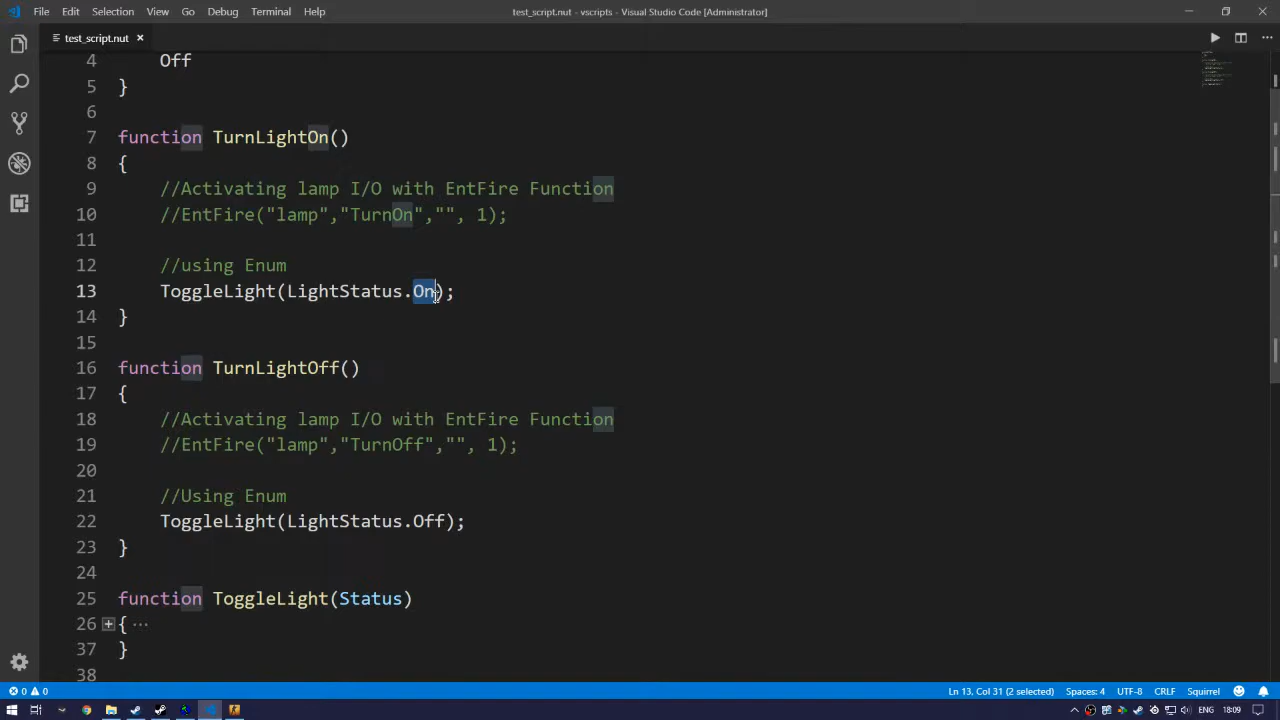 File Edit Selection View Go Debug Terminal Help
test_script.nut - vscripts - Visual Studio Code [Administrator]
test_script.nut
4 Off
5 }
6
7 function TurnLightOn()
8 {
9 //Activating lamp I/O with EntFire Function
10 //EntFire("lamp","TurnOn","", 1);
11
12 //using Enum
13 ToggleLight(LightStatus.On);
14 }
15
16 function TurnLightOff()
17 {
18 //Activating lamp I/O with EntFire Function
19 //EntFire("lamp","TurnOff","", 1);
20
21 //Using Enum
22 ToggleLight(LightStatus.Off);
23 }
24
25 function ToggleLight(Status)
26 { ...
37 }
38
0 0 Ln 13, Col 31 (2 selected) Spaces: 4 UTF-8 CRLF Squirrel
ENG 18:09